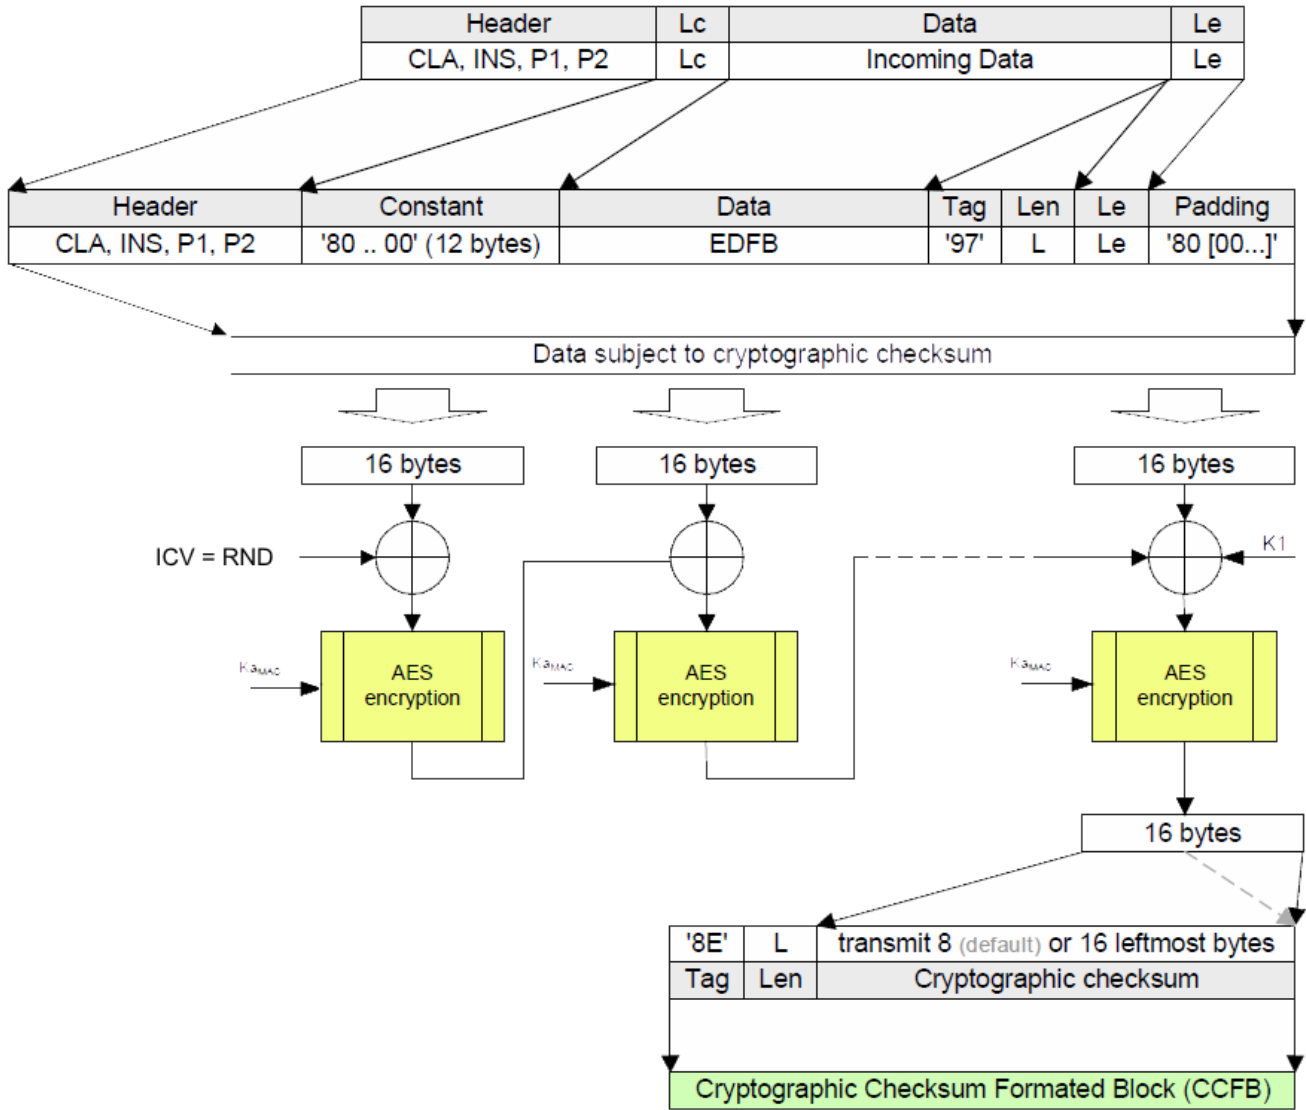 Header Lc Data Le
CLA, INS, P1, P2 Lc Incoming Data Le
Header Constant Data Tag Len Le Padding
CLA, INS, P1, P2 '80 .. 00' (12 bytes) EDFB '97' L Le '80 [00...]'
Data subject to cryptographic checksum
16 bytes 16 bytes 16 bytes
ICV = RND K1
KaMAC AES encryption KaMAC AES encryption KaMAC AES encryption
16 bytes
'8E' L transmit 8 (default) or 16 leftmost bytes
Tag Len Cryptographic checksum
Cryptographic Checksum Formated Block (CCFB)